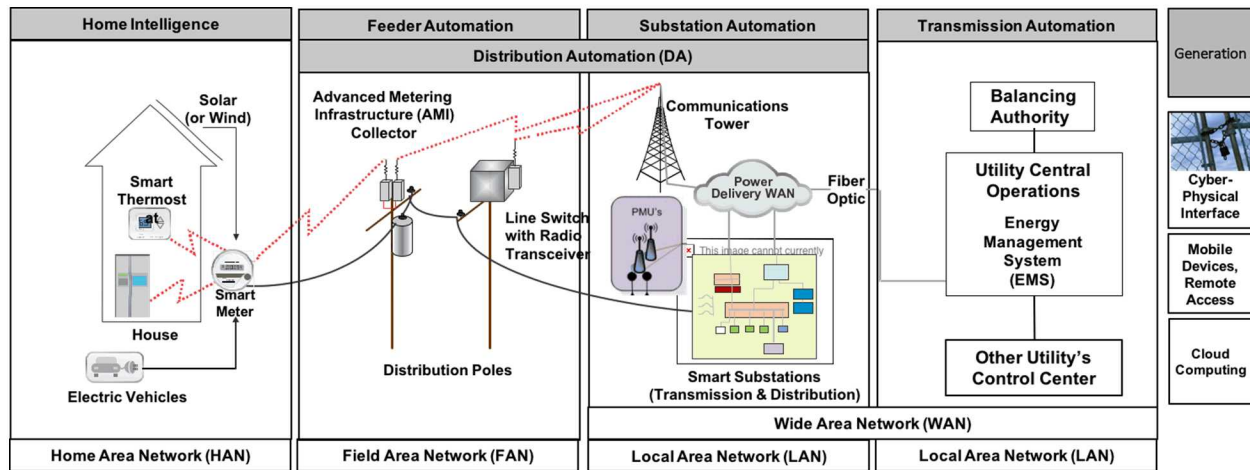 Home Intelligence
Feeder Automation
Substation Automation
Transmission Automation
Distribution Automation (DA)
Generation
Solar
(or Wind)
Smart
Thermost
at
House
Smart
Meter
Electric Vehicles
Advanced Metering
Infrastructure (AMI)
Collector
Line Switch
with Radio
Transceiver
Distribution Poles
Communications
Tower
Power
Delivery WAN
Fiber
Optic
PMU's
This image cannot currently
Smart Substations
(Transmission & Distribution)
Balancing
Authority
Utility Central
Operations
Energy
Management
System
(EMS)
Other Utility's
Control Center
Cyber-
Physical
Interface
Mobile
Devices,
Remote
Access
Cloud
Computing
Wide Area Network (WAN)
Home Area Network (HAN)
Field Area Network (FAN)
Local Area Network (LAN)
Local Area Network (LAN)